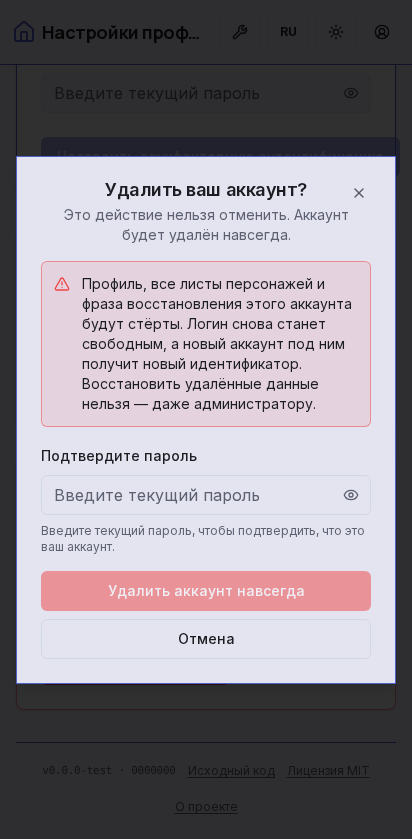 Настройки проф...
RU
Введите текущий пароль
Удалить ваш аккаунт?
Это действие нельзя отменить. Аккаунт
будет удалён навсегда.
Профиль, все листы персонажей и
фраза восстановления этого аккаунта
будут стёрты. Логин снова станет
свободным, а новый аккаунт под ним
получит новый идентификатор.
Восстановить удалённые данные
нельзя — даже администратору.
Подтвердите пароль
Введите текущий пароль
Введите текущий пароль, чтобы подтвердить, что это
ваш аккаунт.
Удалить аккаунт навсегда
Отмена
v0.0.0-test · 0000000 Исходный код Лицензия MIT
О проекте